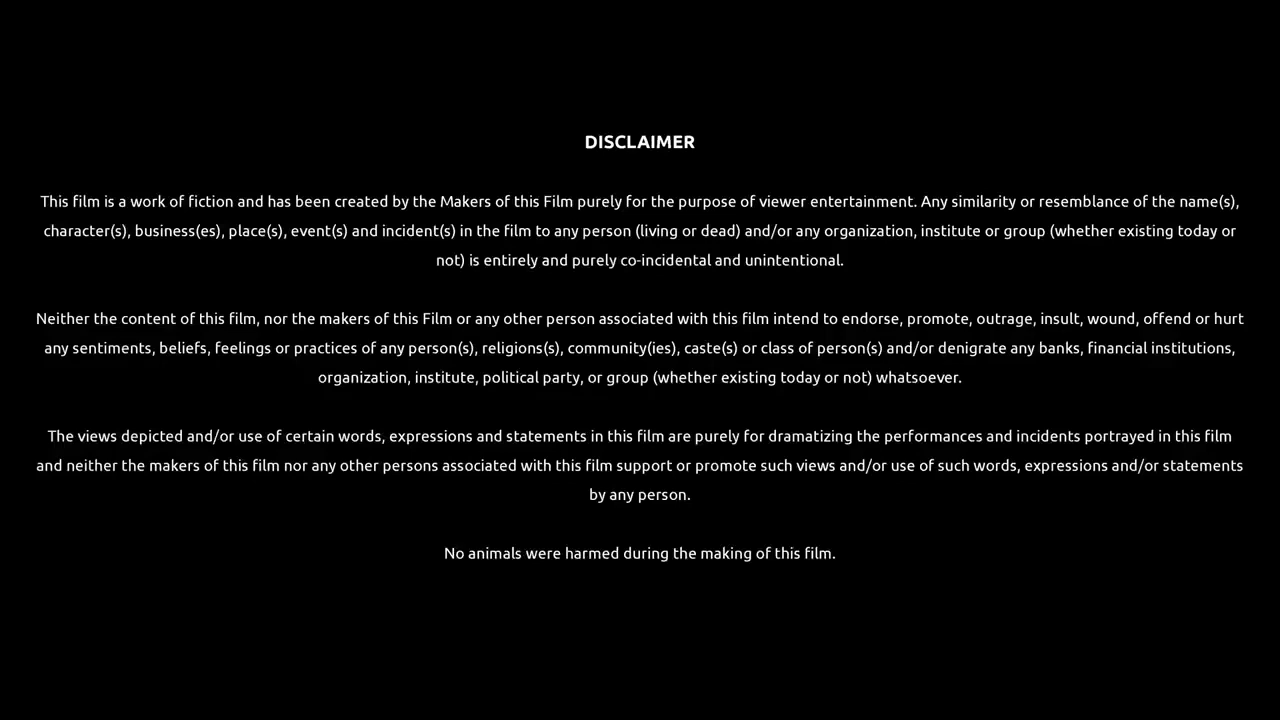 DISCLAIMER
This film is a work of fiction and has been created by the Makers of this Film purely for the purpose of viewer entertainment. Any similarity or resemblance of the name(s),
character(s), business(es), place(s), event(s) and incident(s) in the film to any person (living or dead) and/or any organization, institute or group (whether existing today or
not) is entirely and purely co-incidental and unintentional.
Neither the content of this film, nor the makers of this Film or any other person associated with this film intend to endorse, promote, outrage, insult, wound, offend or hurt
any sentiments, beliefs, feelings or practices of any person(s), religions(s), community(ies), caste(s) or class of person(s) and/or denigrate any banks, financial institutions,
organization, institute, political party, or group (whether existing today or not) whatsoever.
The views depicted and/or use of certain words, expressions and statements in this film are purely for dramatizing the performances and incidents portrayed in this film
and neither the makers of this film nor any other persons associated with this film support or promote such views and/or use of such words, expressions and/or statements
by any person.
No animals were harmed during the making of this film.